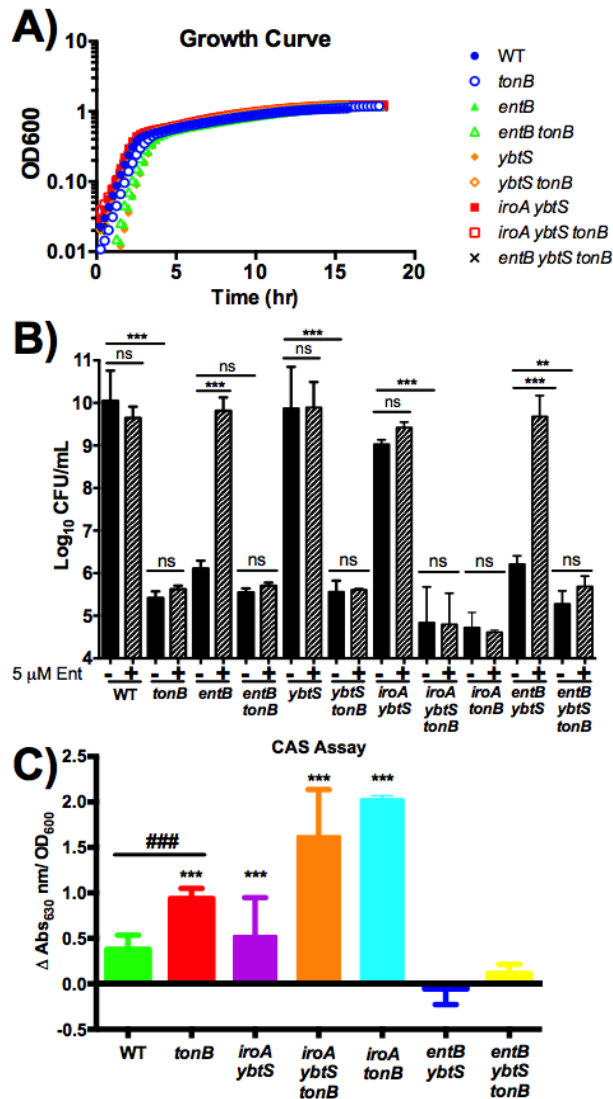 A)
Growth Curve
OD600
1
0.10
0.01
0 5 10 15 20
Time (hr)
WT
tonB
entB
entB tonB
ybtS
ybtS tonB
iroA ybtS
iroA ybtS tonB
entB ybtS tonB
B)
*** ns ns *** *** ns *** ns ** ***
ns ns ns ns ns ns
Log10 CFU/mL
11
10
9
8
7
6
5
4
5 µM Ent - + - + - + - + - + - + - + - + - + - + - +
WT tonB entB entB tonB ybtS ybtS tonB iroA ybtS iroA ybtS tonB iroA tonB entB ybtS entB ybtS tonB
C)
CAS Assay
Δ Abs630 nm/ OD600
2.5
2.0
1.5
1.0
0.5
0.0
-0.5
###
*** *** *** ***
WT tonB iroA ybtS iroA ybtS tonB iroA tonB entB ybtS entB ybtS tonB